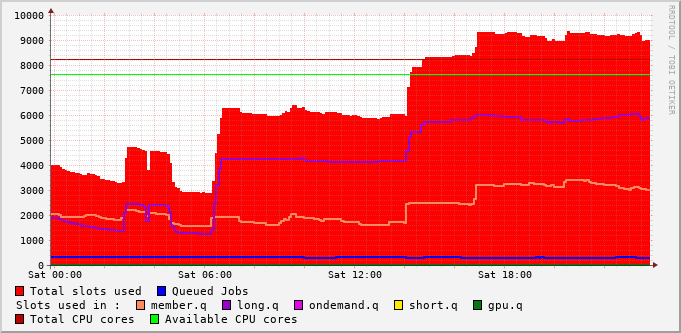 10000
9000
8000
7000
6000
5000
4000
3000
2000
1000
0
Sat 00:00 Sat 06:00 Sat 12:00 Sat 18:00
RRDTOOL / TOBI OETIKER
Total slots used Queued Jobs
Slots used in : member.q long.q ondemand.q short.q gpu.q
Total CPU cores Available CPU cores